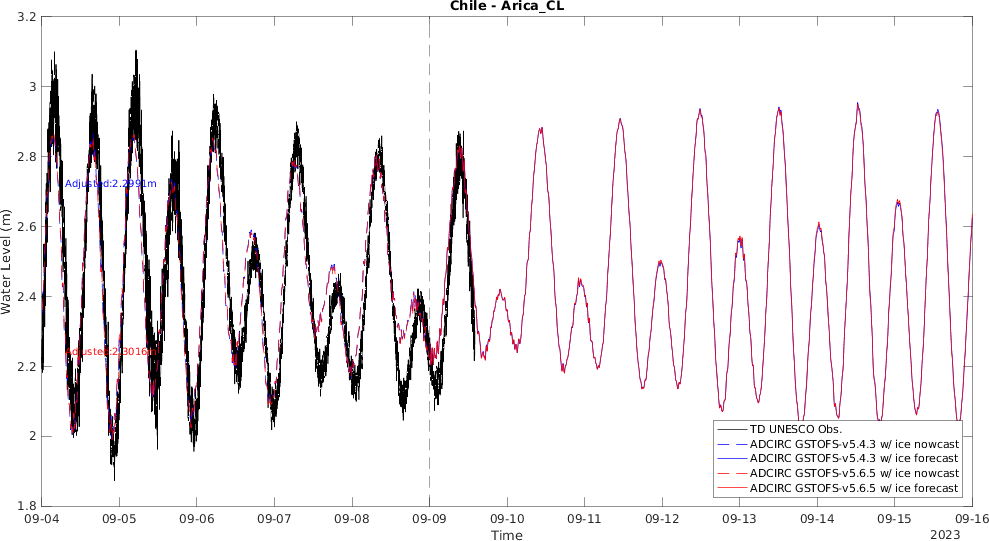 Chile - Arica_CL
3.2
3
2.8
2.6
2.4
2.2
2
1.8
Water Level (m)
Adjusted:2.2991m
Adjusted:2.3016m
TD UNESCO Obs.
ADCIRC GSTOFS-v5.4.3 w/ ice nowcast
ADCIRC GSTOFS-v5.4.3 w/ ice forecast
ADCIRC GSTOFS-v5.6.5 w/ ice nowcast
ADCIRC GSTOFS-v5.6.5 w/ ice forecast
09-04 09-05 09-06 09-07 09-08 09-09 09-10 09-11 09-12 09-13 09-14 09-15 09-16
Time
2023